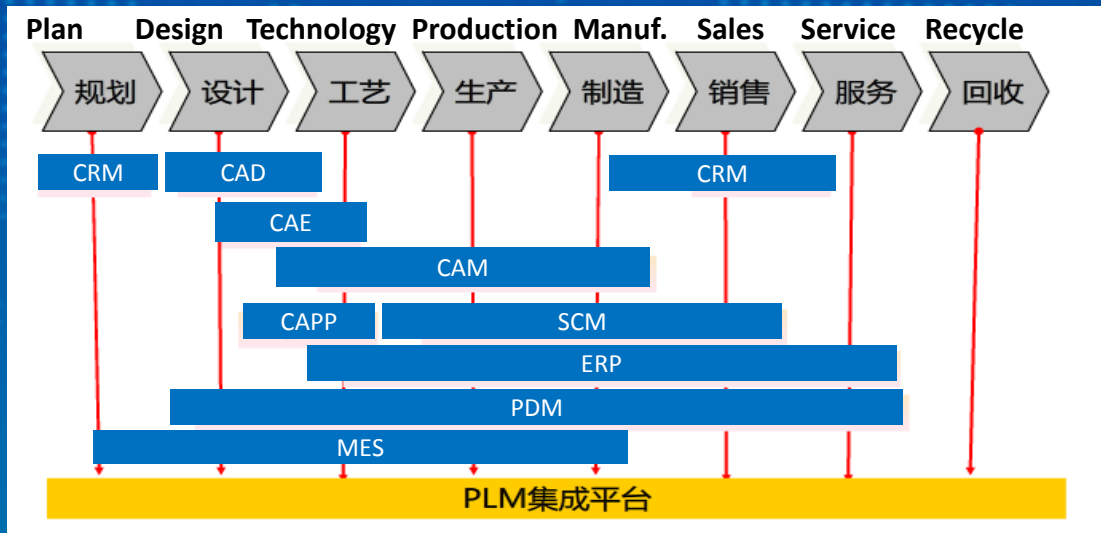 Plan Design Technology Production Manuf. Sales Service Recycle
规划 设计 工艺 生产 制造 销售 服务 回收
CRM CAD CRM
CAE
CAM
CAPP SCM
ERP
PDM
MES
PLM集成平台